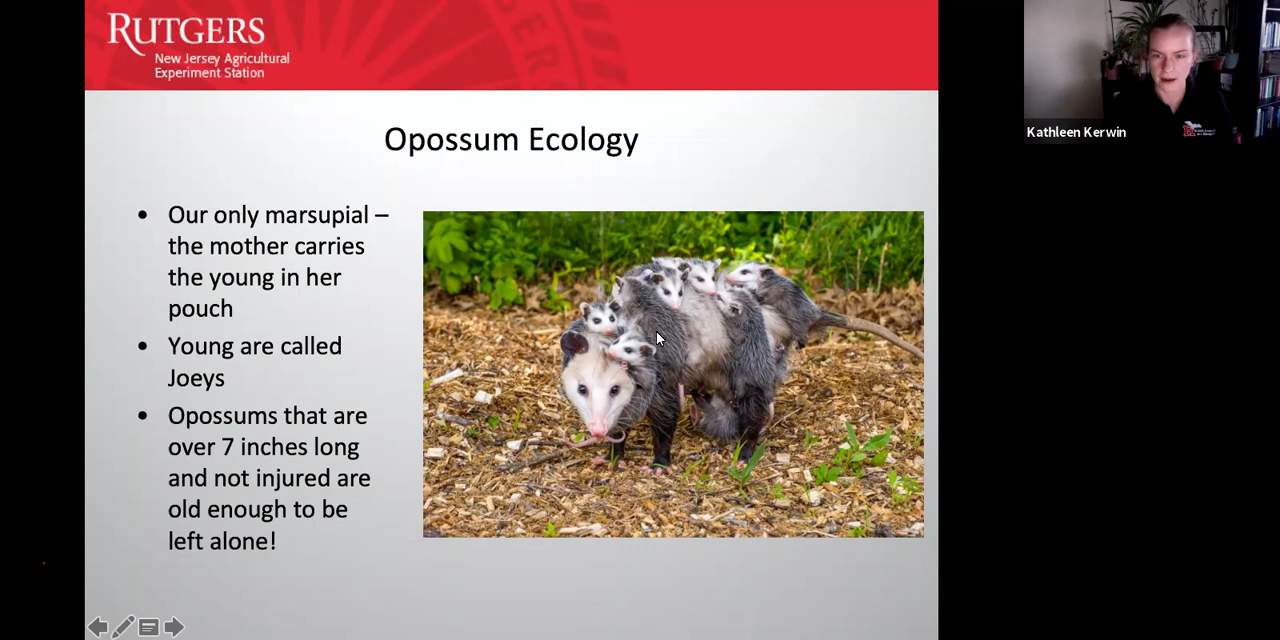 RUTGERS
New Jersey Agricultural
Experiment Station
Kathleen Kerwin
Opossum Ecology
• Our only marsupial –
the mother carries
the young in her
pouch
• Young are called
Joeys
• Opossums that are
over 7 inches long
and not injured are
old enough to be
left alone!